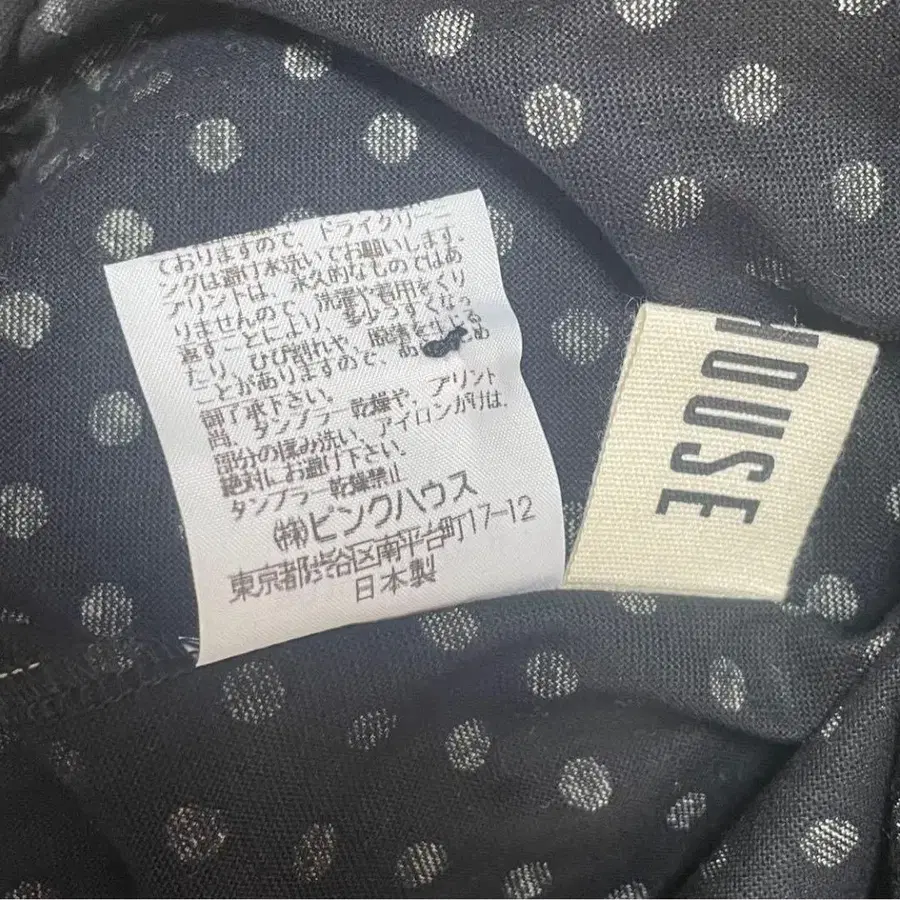 ておりますので、ドライクリーニ
ングは避け水洗いでお願いします。
プリントは、永久的なものではあ
りませんので、洗濯や着用をくり
返すことにより、多少うすくなっ
たり、ひび割れや、風譜を生じる
ことがありますので、あ め
御了承下さい。
尚、タンブラー乾燥や、プリント
部分の揉み洗い、アイロンがけは、
絶対にお避け下さい。
タンブラー乾燥禁止
㈱ピンクハウス
東京都渋谷区南平台町17-12
日本製
HOUSE